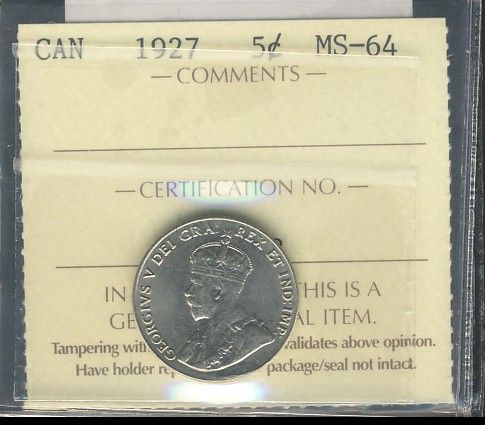 CAN 1927 5¢ MS-64
— COMMENTS —
— CERTIFICATION NO. —
GEORGIVS V DEI GRA: REX ET IND: IMP:
IN THIS IS A
GE AL ITEM.
Tampering with validates above opinion.
Have holder re package/seal not intact.